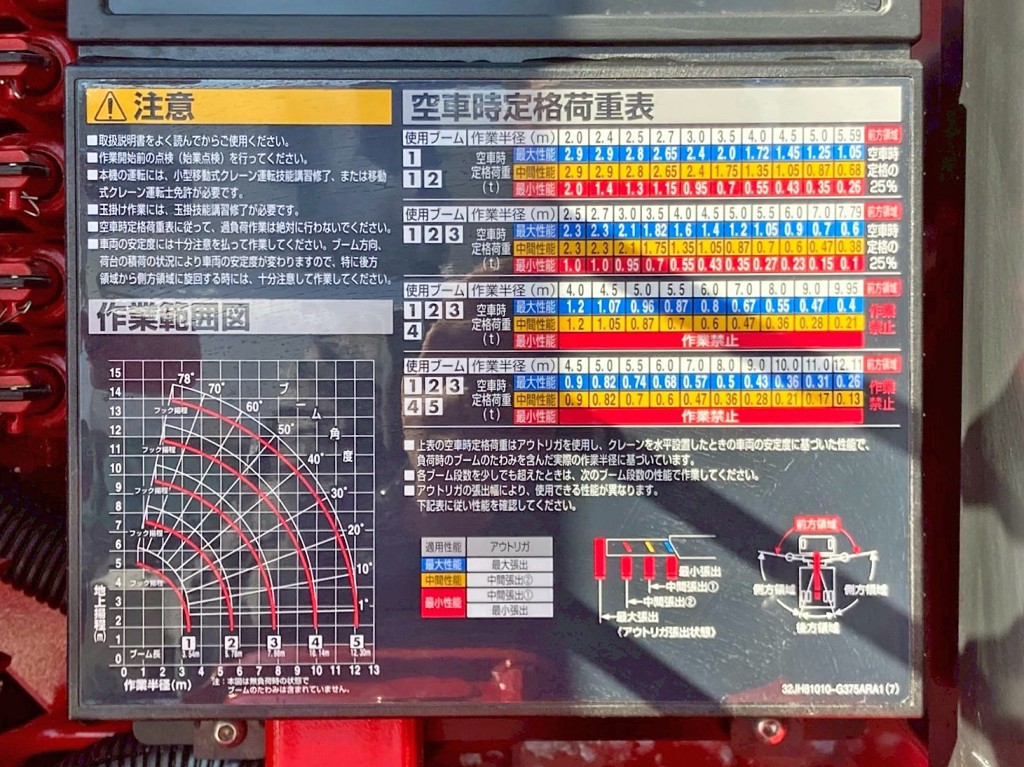 注意
■取扱説明書をよく読んでからご使用ください。
■作業開始前の点検(始業点検)を行ってください。
■本機の運転には、小型移動式クレーン運転技能講習修了、または移動
式クレーン運転士免許が必要です。
■玉掛け作業には、玉掛技能講習修了が必要です。
■空車時定格荷重表に従って、過負荷作業は絶対に行わないでください。
■車両の安定度には十分注意を払って作業してください。ブーム方向、
荷台の積荷の状況により車両の安定度が変わりますので、特に後方
領域から側方領域に旋回する時には、十分注意して作業してください。
作業範囲図
15
14
13
12
11
10
9
8
7
6
5
4
3
2
1
0
地上揚程(m)
78°
70°
60°
50°
40°
30°
20°
10°
1°
ブーム角度
フック揚程
フック揚程
フック揚程
フック揚程
フック揚程
1 2 3 4 5
ブーム長 7.98m 10.14m 12.30m
0 1 2 3 4 5 6 7 8 9 10 11 12 13
作業半径(m)
注:本図は無負荷時の状態で
ブームのたわみは含まれていません。
空車時定格荷重表
使用ブーム 作業半径(m) 2.0 2.4 2.5 2.7 3.0 3.5 4.0 4.5 5.0 5.59 前方領域
1 空車時 最大性能 2.9 2.9 2.8 2.65 2.4 2.0 1.72 1.45 1.25 1.05 空車時
定格荷重 中間性能 2.9 2.9 2.8 2.65 2.4 1.75 1.35 1.05 0.87 0.68 定格の
1 2 (t) 最小性能 2.0 1.4 1.3 1.15 0.95 0.7 0.55 0.43 0.35 0.26 25%
使用ブーム 作業半径(m) 2.5 2.7 3.0 3.5 4.0 4.5 5.0 5.5 6.0 7.0 7.79 前方領域
1 2 3 空車時 最大性能 2.3 2.3 2.1 1.82 1.6 1.4 1.2 1.05 0.9 0.7 0.6 空車時
定格荷重 中間性能 2.3 2.3 2.1 1.75 1.35 1.05 0.87 0.7 0.6 0.47 0.38 定格の
(t) 最小性能 1.0 1.0 0.95 0.7 0.55 0.43 0.35 0.27 0.23 0.15 0.1 25%
使用ブーム 作業半径(m) 4.0 4.5 5.0 5.5 6.0 7.0 8.0 9.0 9.95 前方領域
1 2 3 空車時 最大性能 1.2 1.07 0.96 0.87 0.8 0.67 0.55 0.47 0.4 作業
4 定格荷重 中間性能 1.2 1.05 0.87 0.7 0.6 0.47 0.36 0.28 0.21 禁止
(t) 最小性能 作業禁止
使用ブーム 作業半径(m) 4.5 5.0 5.5 6.0 7.0 8.0 9.0 10.0 11.0 12.11 前方領域
1 2 3 空車時 最大性能 0.9 0.82 0.74 0.68 0.57 0.5 0.43 0.36 0.31 0.26 作業
4 5 定格荷重 中間性能 0.9 0.82 0.7 0.6 0.47 0.36 0.28 0.21 0.17 0.13 禁止
(t) 最小性能 作業禁止
■上表の空車時定格荷重はアウトリガを使用し、クレーンを水平設置したときの車両の安定度に基づいた性能で、
負荷時のブームのたわみを含んだ実際の作業半径に基づいています。
■各ブーム段数を少しでも超えたときは、次のブーム段数の性能で作業してください。
■アウトリガの張出幅により、使用できる性能が異なります。
下記表に従い性能を確認してください。
適用性能 アウトリガ
最大性能 最大張出
中間性能 中間張出②
最小性能 中間張出①
最小張出
最小張出
中間張出①
中間張出②
最大張出
〈アウトリガ張出状態〉
前方領域
側方領域 側方領域
後方領域
32JH81010-G375ARA1(7)